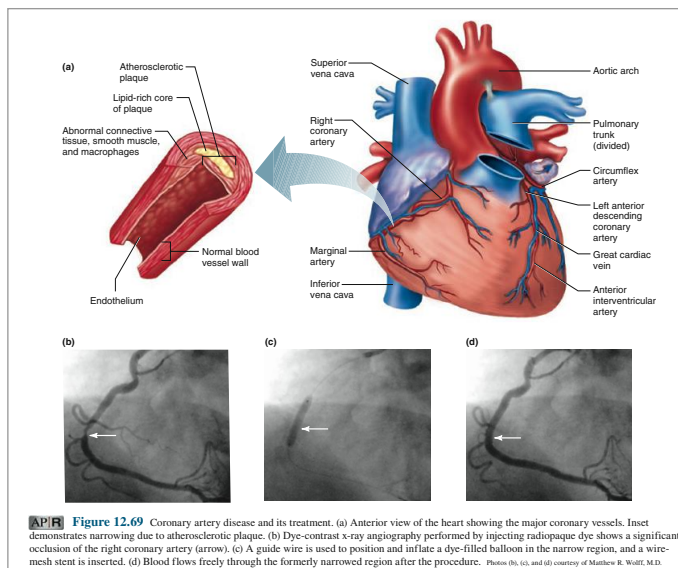 (a)
Atherosclerotic
plaque
Lipid-rich core
of plaque
Abnormal connective
tissue, smooth muscle,
and macrophages
Normal blood
vessel wall
Endothelium
Superior
vena cava
Right
coronary
artery
Marginal
artery
Inferior
vena cava
Aortic arch
Pulmonary
trunk
(divided)
Circumflex
artery
Left anterior
descending
coronary
artery
Great cardiac
vein
Anterior
interventricular
artery
(b)
(c)
(d)
AP|R Figure 12.69 Coronary artery disease and its treatment. (a) Anterior view of the heart showing the major coronary vessels. Inset
demonstrates narrowing due to atherosclerotic plaque. (b) Dye-contrast x-ray angiography performed by injecting radiopaque dye shows a significant
occlusion of the right coronary artery (arrow). (c) A guide wire is used to position and inflate a dye-filled balloon in the narrow region, and a wire-
mesh stent is inserted. (d) Blood flows freely through the formerly narrowed region after the procedure. Photos (b), (c), and (d) courtesy of Matthew R. Wolff, M.D.